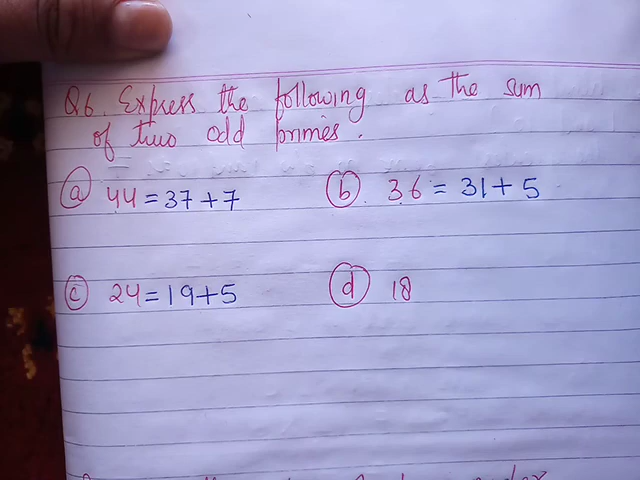 Q6. Express the following as the sum
of two odd primes.
(a) 44 = 37 + 7
(b) 36 = 31 + 5
(c) 24 = 19 + 5
(d) 18